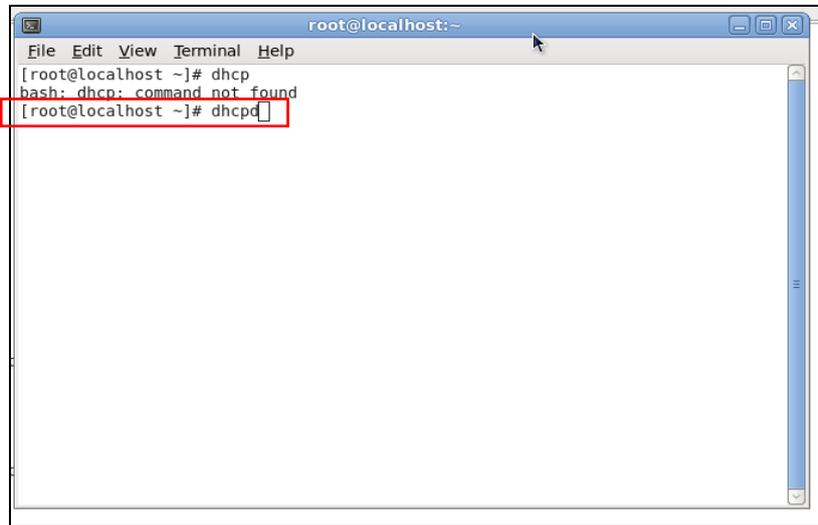 root@localhost:~
File Edit View Terminal Help
[root@localhost ~]# dhcp
bash: dhcp: command not found
[root@localhost ~]# dhcpd